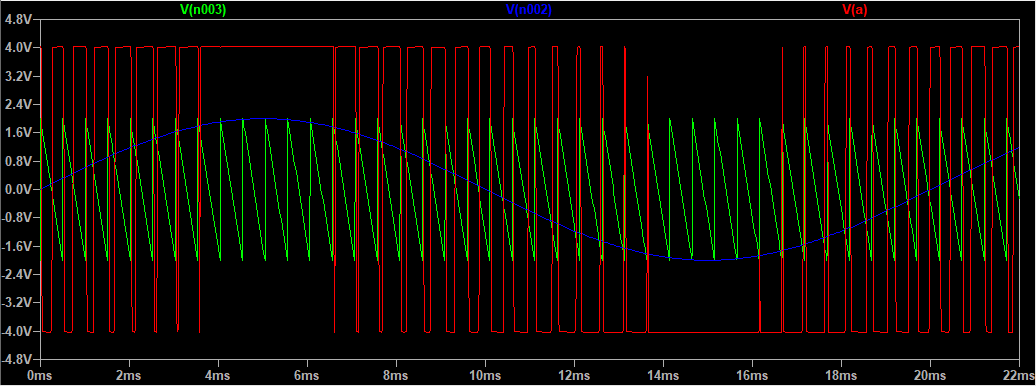 V(n003) V(n002) V(a)
4.8V
4.0V
3.2V
2.4V
1.6V
0.8V
0.0V
-0.8V
-1.6V
-2.4V
-3.2V
-4.0V
-4.8V
0ms 2ms 4ms 6ms 8ms 10ms 12ms 14ms 16ms 18ms 20ms 22ms